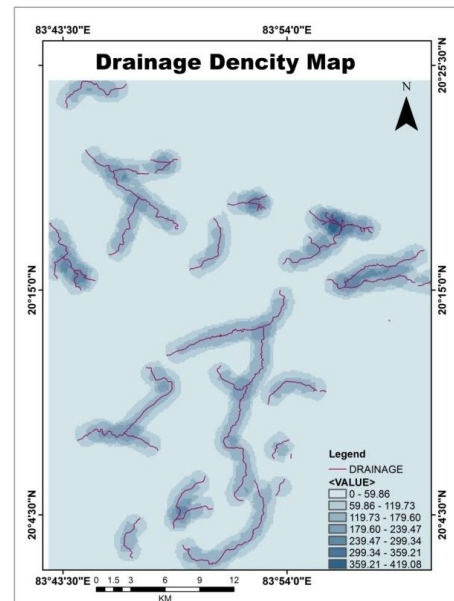 83°43'30"E
83°54'0"E
Drainage Dencity Map
N
20°25'30"N
20°15'0"N
20°15'0"N
20°4'30"N
20°4'30"N
Legend
DRAINAGE
<VALUE>
0 - 59.86
59.86 - 119.73
119.73 - 179.60
179.60 - 239.47
239.47 - 299.34
299.34 - 359.21
359.21 - 419.08
83°43'30"E
83°54'0"E
0 1.5 3 6 9 12
KM